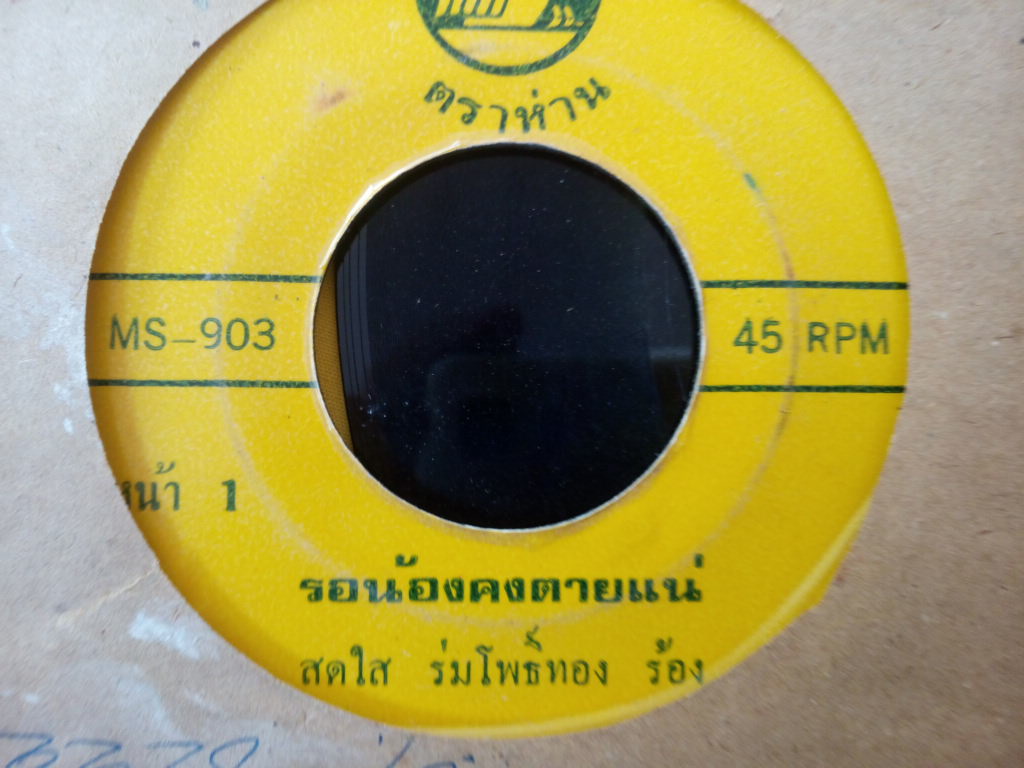 ตราห่าน
MS-903
45 RPM
หน้า 1
รอน้องคงตายแน่
สดใส ร่มโพธิ์ทอง ร้อง